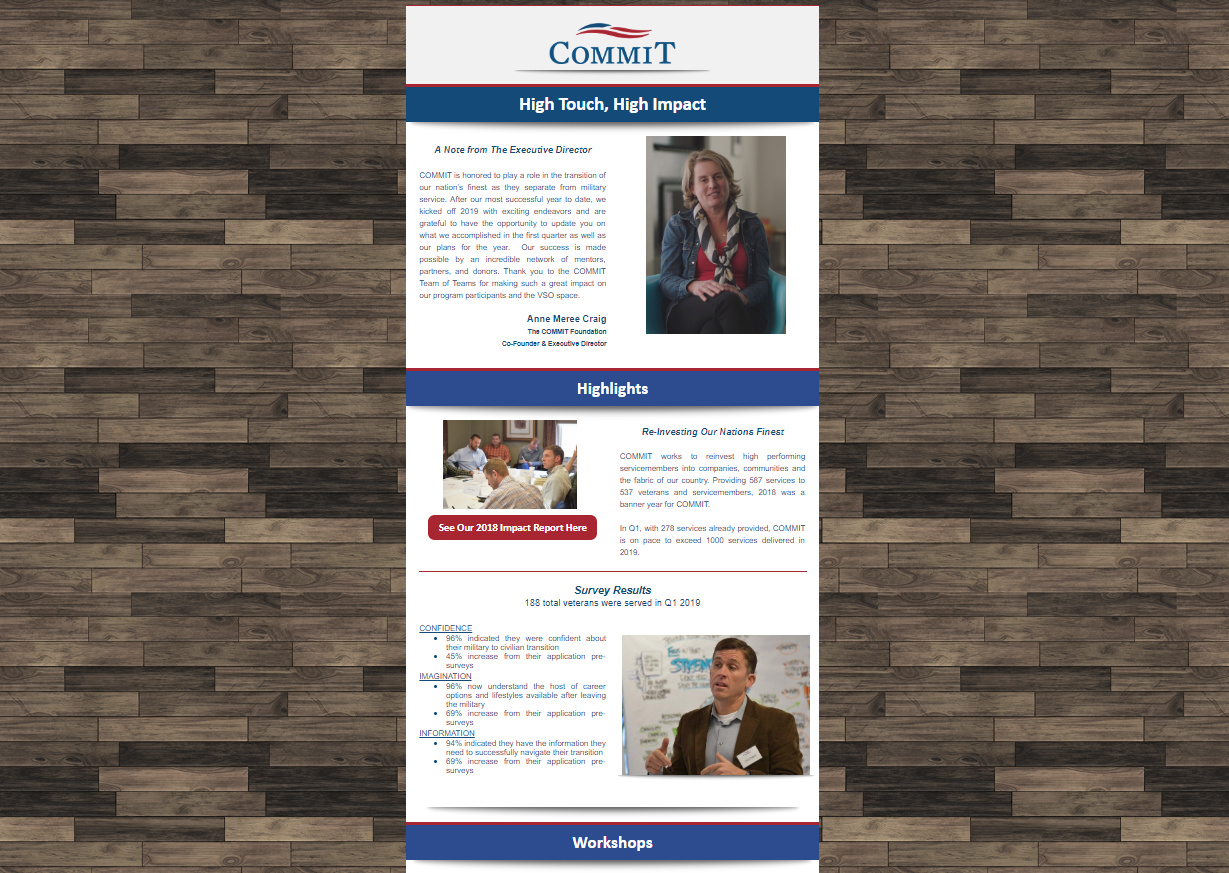 COMMIT
High Touch, High Impact
A Note from The Executive Director
COMMIT is honored to play a role in the transition of
our nation's finest as they separate from military
service. After our most successful year to date, we
kicked off 2019 with exciting endeavors and are
grateful to have the opportunity to update you on
what we accomplished in the first quarter as well as
our plans for the year. Our success is made
possible by an incredible network of mentors,
partners, and donors. Thank you to the COMMIT
Team of Teams for making such a great impact on
our program participants and the VSO space.
Anne Meree Craig
The COMMIT Foundation
Co-Founder & Executive Director
Highlights
See Our 2018 Impact Report Here
Re-Investing Our Nations Finest
COMMIT works to reinvest high performing
servicemembers into companies, communities and
the fabric of our country. Providing 587 services to
537 veterans and servicemembers, 2018 was a
banner year for COMMIT.
In Q1, with 278 services already provided, COMMIT
is on pace to exceed 1000 services delivered in
2019.
Survey Results
188 total veterans were served in Q1 2019
CONFIDENCE
• 96% indicated they were confident about
their military to civilian transition
• 45% increase from their application pre-
surveys
IMAGINATION
• 96% now understand the host of career
options and lifestyles available after leaving
the military
• 69% increase from their application pre-
surveys
INFORMATION
• 94% indicated they have the information they
need to successfully navigate their transition
• 69% increase from their application pre-
surveys
Workshops